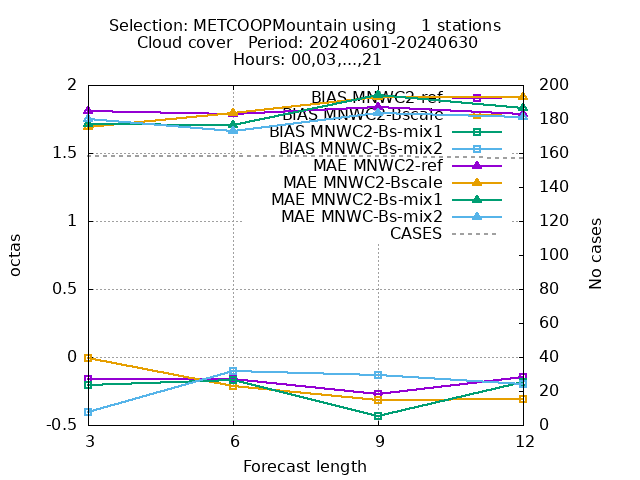 Selection: METCOOPMountain using 1 stations
Cloud cover Period: 20240601-20240630
Hours: 00,03,...,21
2
1.5
1
0.5
0
-0.5
octas
200
180
160
140
120
100
80
60
40
20
0
No cases
BIAS MNWC2-ref
BIAS MNWC2-Bscale
BIAS MNWC2-Bs-mix1
BIAS MNWC-Bs-mix2
MAE MNWC2-ref
MAE MNWC2-Bscale
MAE MNWC2-Bs-mix1
MAE MNWC-Bs-mix2
CASES
3 6 9 12
Forecast length